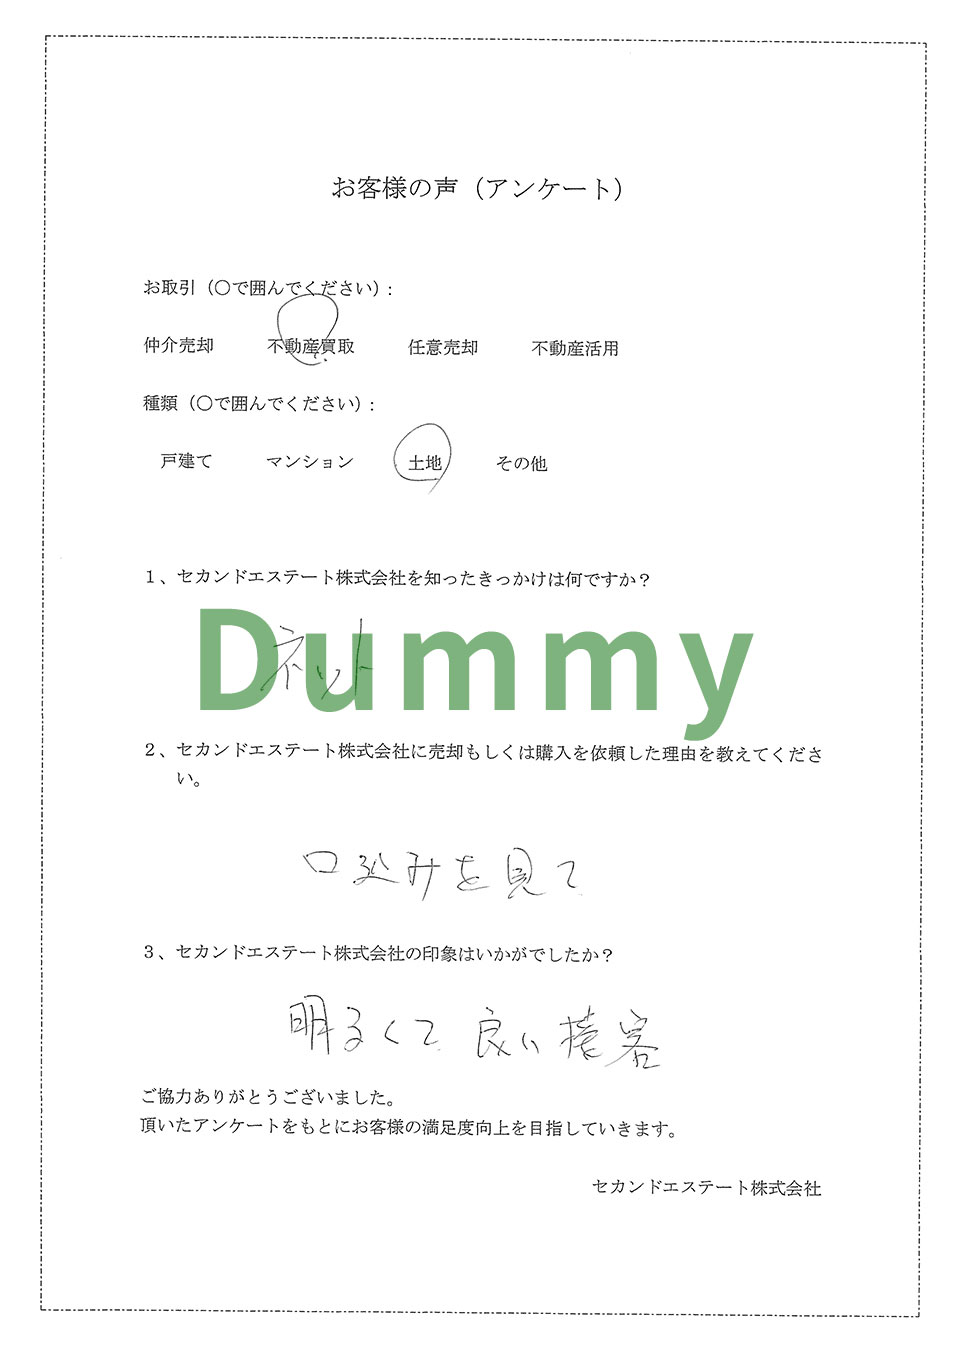 お客様の声（アンケート）
お取引（〇で囲んでください）:
仲介売却 不動産買取 任意売却 不動産活用
種類（〇で囲んでください）:
戸建て マンション 土地 その他
１、セカンドエステート株式会社を知ったきっかけは何ですか？
ネット
Dummy
２、セカンドエステート株式会社に売却もしくは購入を依頼した理由を教えてくださ
い。
口込みを見て
３、セカンドエステート株式会社の印象はいかがでしたか？
明るくて 良い接客
ご協力ありがとうございました。
頂いたアンケートをもとにお客様の満足度向上を目指していきます。
セカンドエステート株式会社